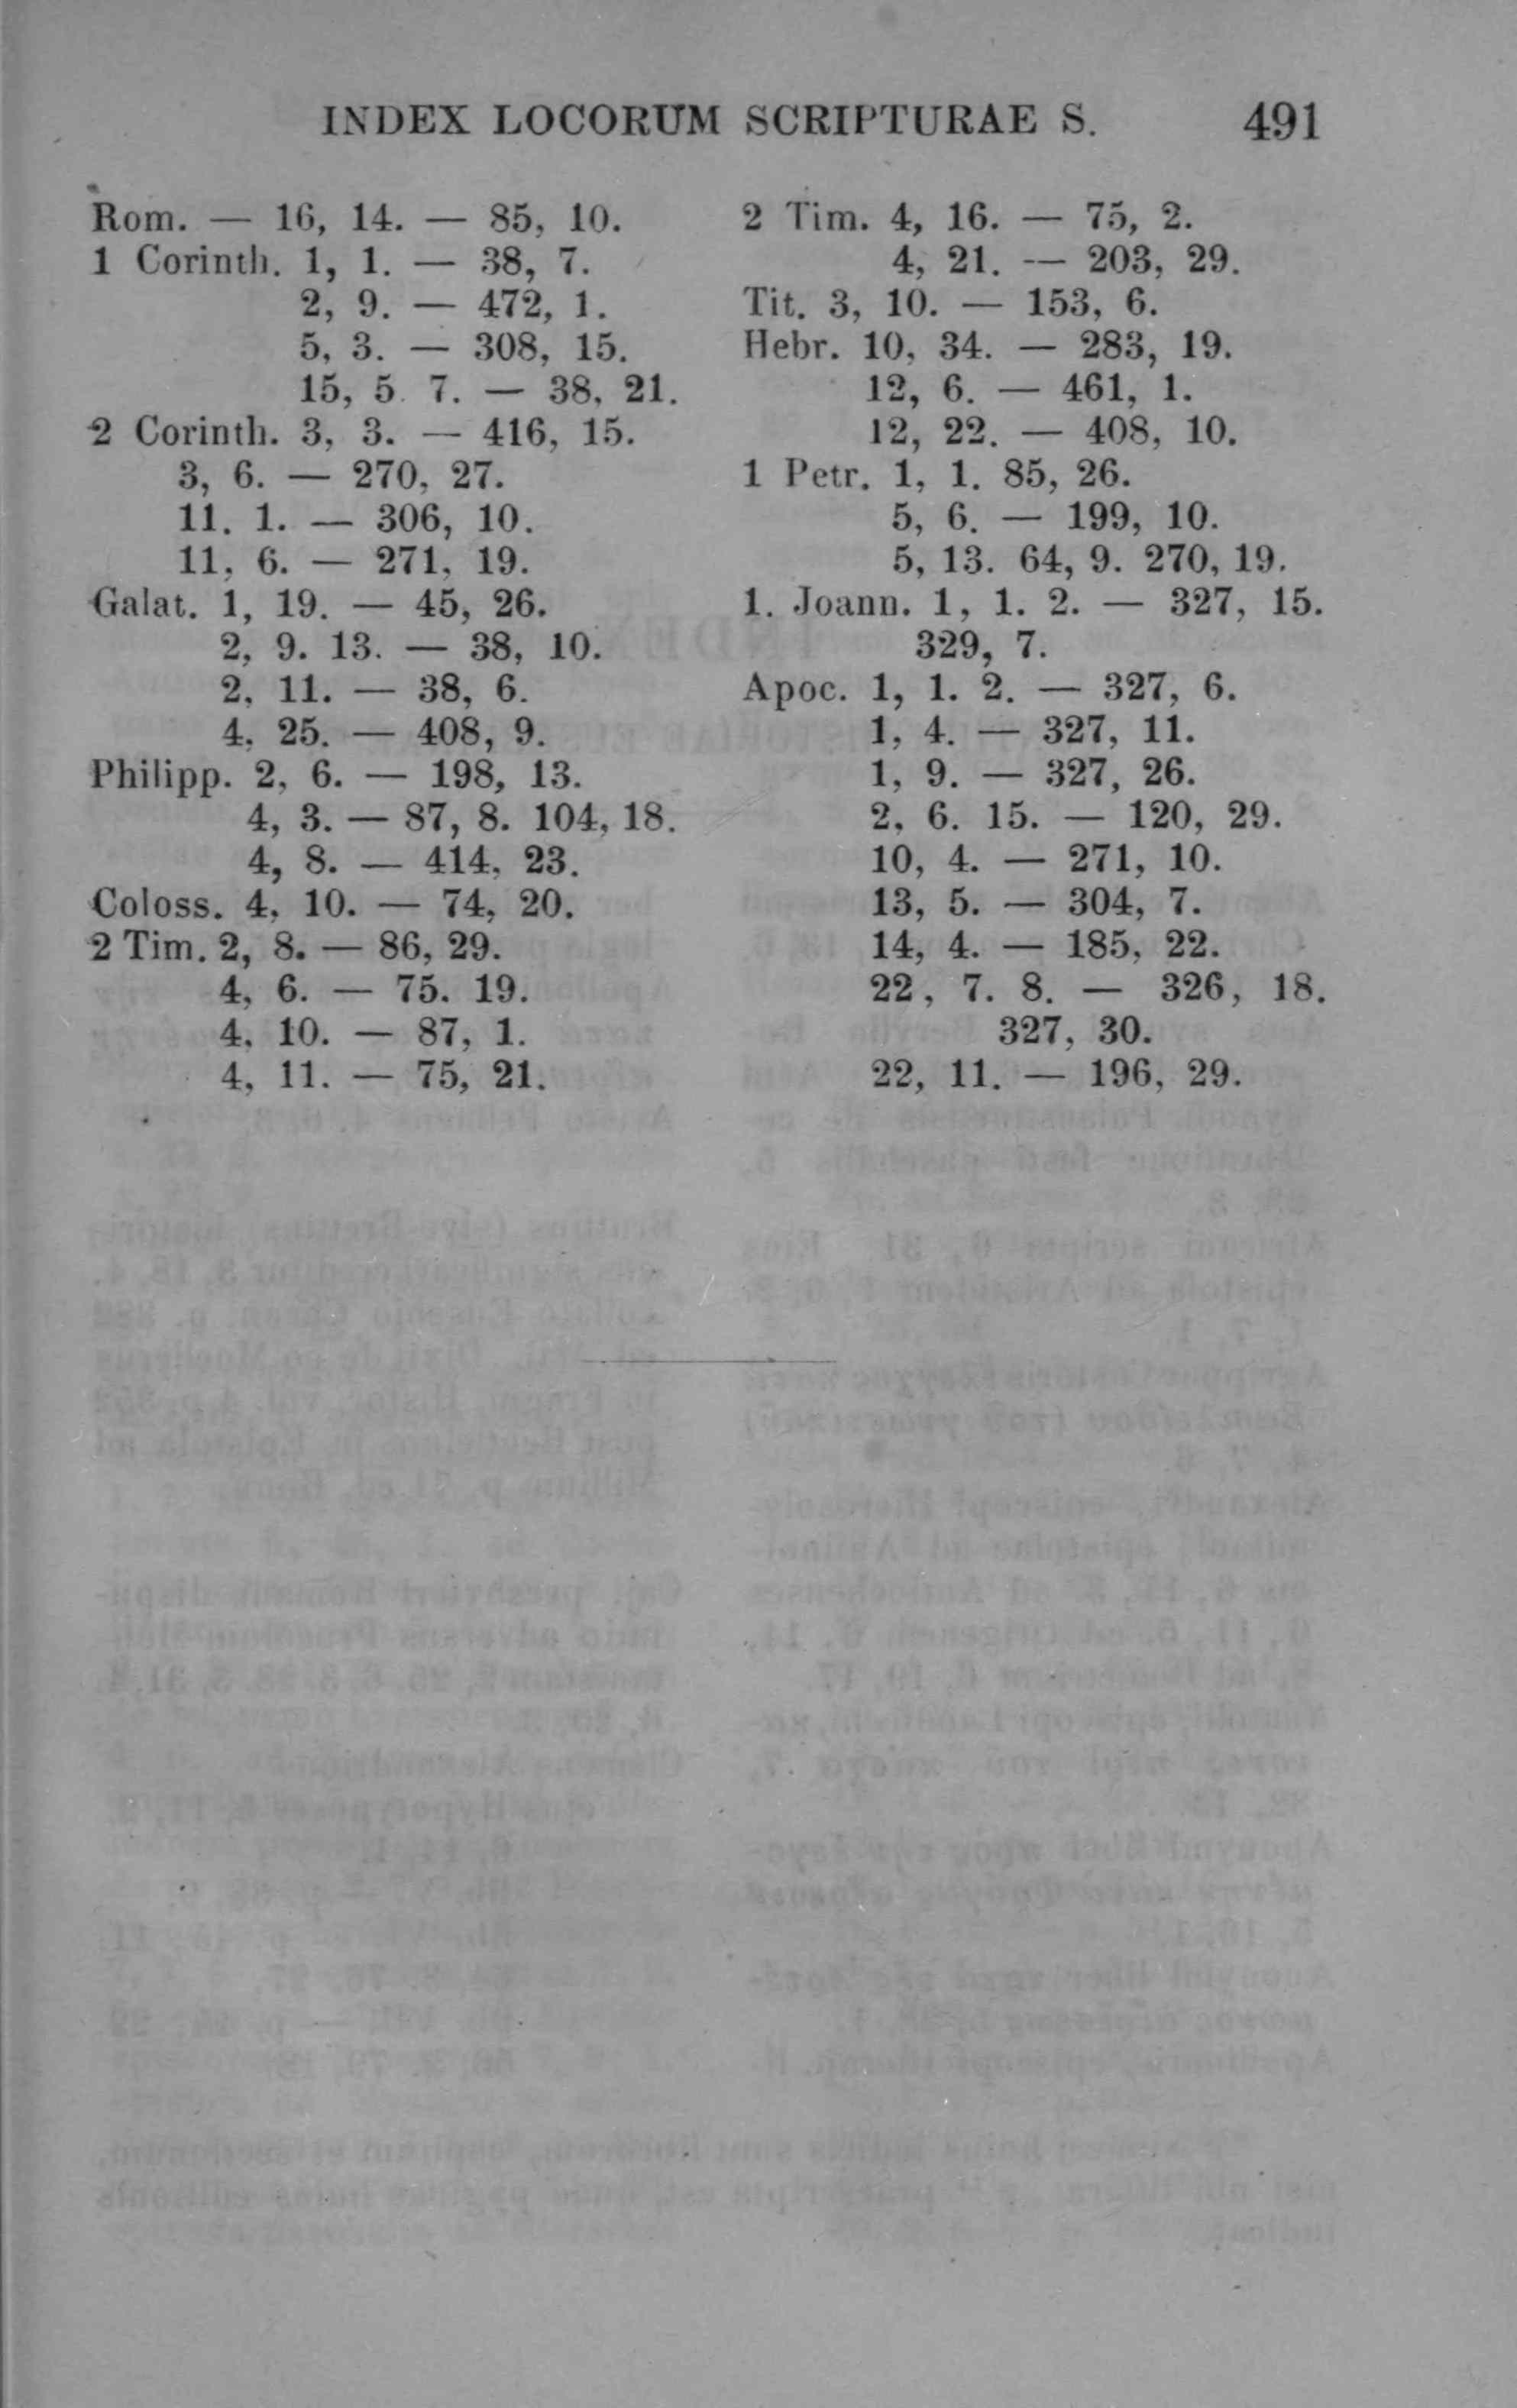 INDEX LOCORUM SCRIPTURAE S. 491
Rom. — 16, 14. — 85, 10.
1 Corinth. 1, 1. — 38, 7.
2, 9. — 472, 1.
5, 3. — 308, 15.
15, 5. 7. — 38, 21.
2 Corinth. 3, 3. — 416, 15.
3, 6. — 270, 27.
11. 1. — 306, 10.
11, 6. — 271, 19.
Galat. 1, 19. — 45, 26.
2, 9. 13. — 38, 10.
2, 11. — 38, 6.
4, 25. — 408, 9.
Philipp. 2, 6. — 198, 13.
4, 3. — 87, 8. 104, 18.
4, 8. — 414, 23.
Coloss. 4, 10. — 74, 20.
2 Tim. 2, 8. — 86, 29.
4, 6. — 75. 19.
4, 10. — 87, 1.
4, 11. — 75, 21.
2 Tim. 4, 16. — 75, 2.
4, 21. — 203, 29.
Tit. 3, 10. — 153, 6.
Hebr. 10, 34. — 283, 19.
12, 6. — 461, 1.
12, 22. — 408, 10.
1 Petr. 1, 1. 85, 26.
5, 6. — 199, 10.
5, 13. 64, 9. 270, 19.
1. Joann. 1, 1. 2. — 327, 15.
329, 7.
Apoc. 1, 1. 2. — 327, 6.
1, 4. — 327, 11.
1, 9. — 327, 26.
2, 6. 15. — 120, 29.
10, 4. — 271, 10.
13, 5. — 304, 7.
14, 4. — 185, 22.
22, 7. 8. — 326, 18.
327, 30.
22, 11. — 196, 29.